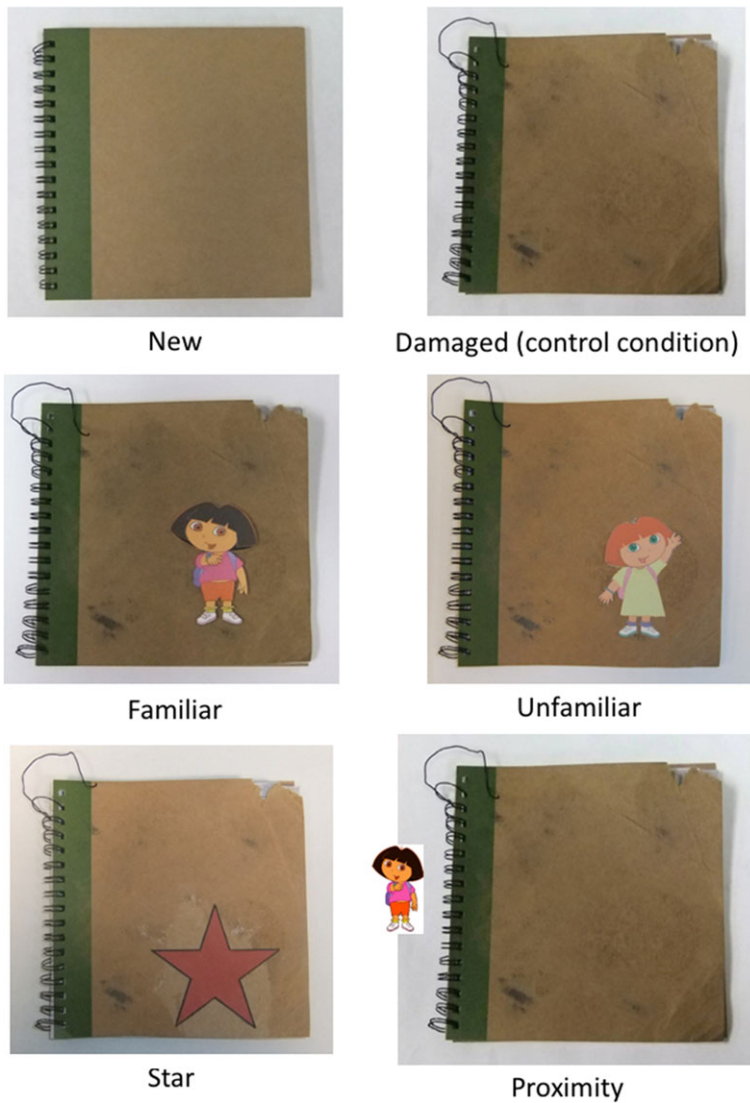 New
Damaged (control condition)
Familiar
Unfamiliar
Star
Proximity